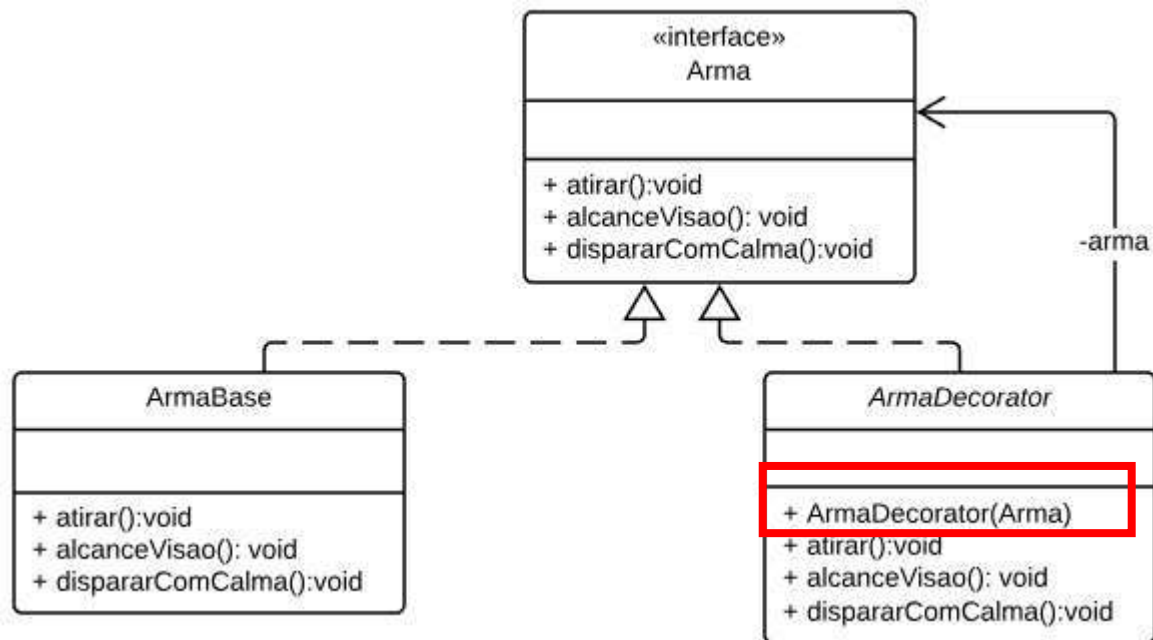 «interface»
Arma
+ atirar():void
+ alcanceVisao(): void
+ dispararComCalma():void
-arma
ArmaBase
+ atirar():void
+ alcanceVisao(): void
+ dispararComCalma():void
ArmaDecorator
+ ArmaDecorator(Arma)
+ atirar():void
+ alcanceVisao(): void
+ dispararComCalma():void